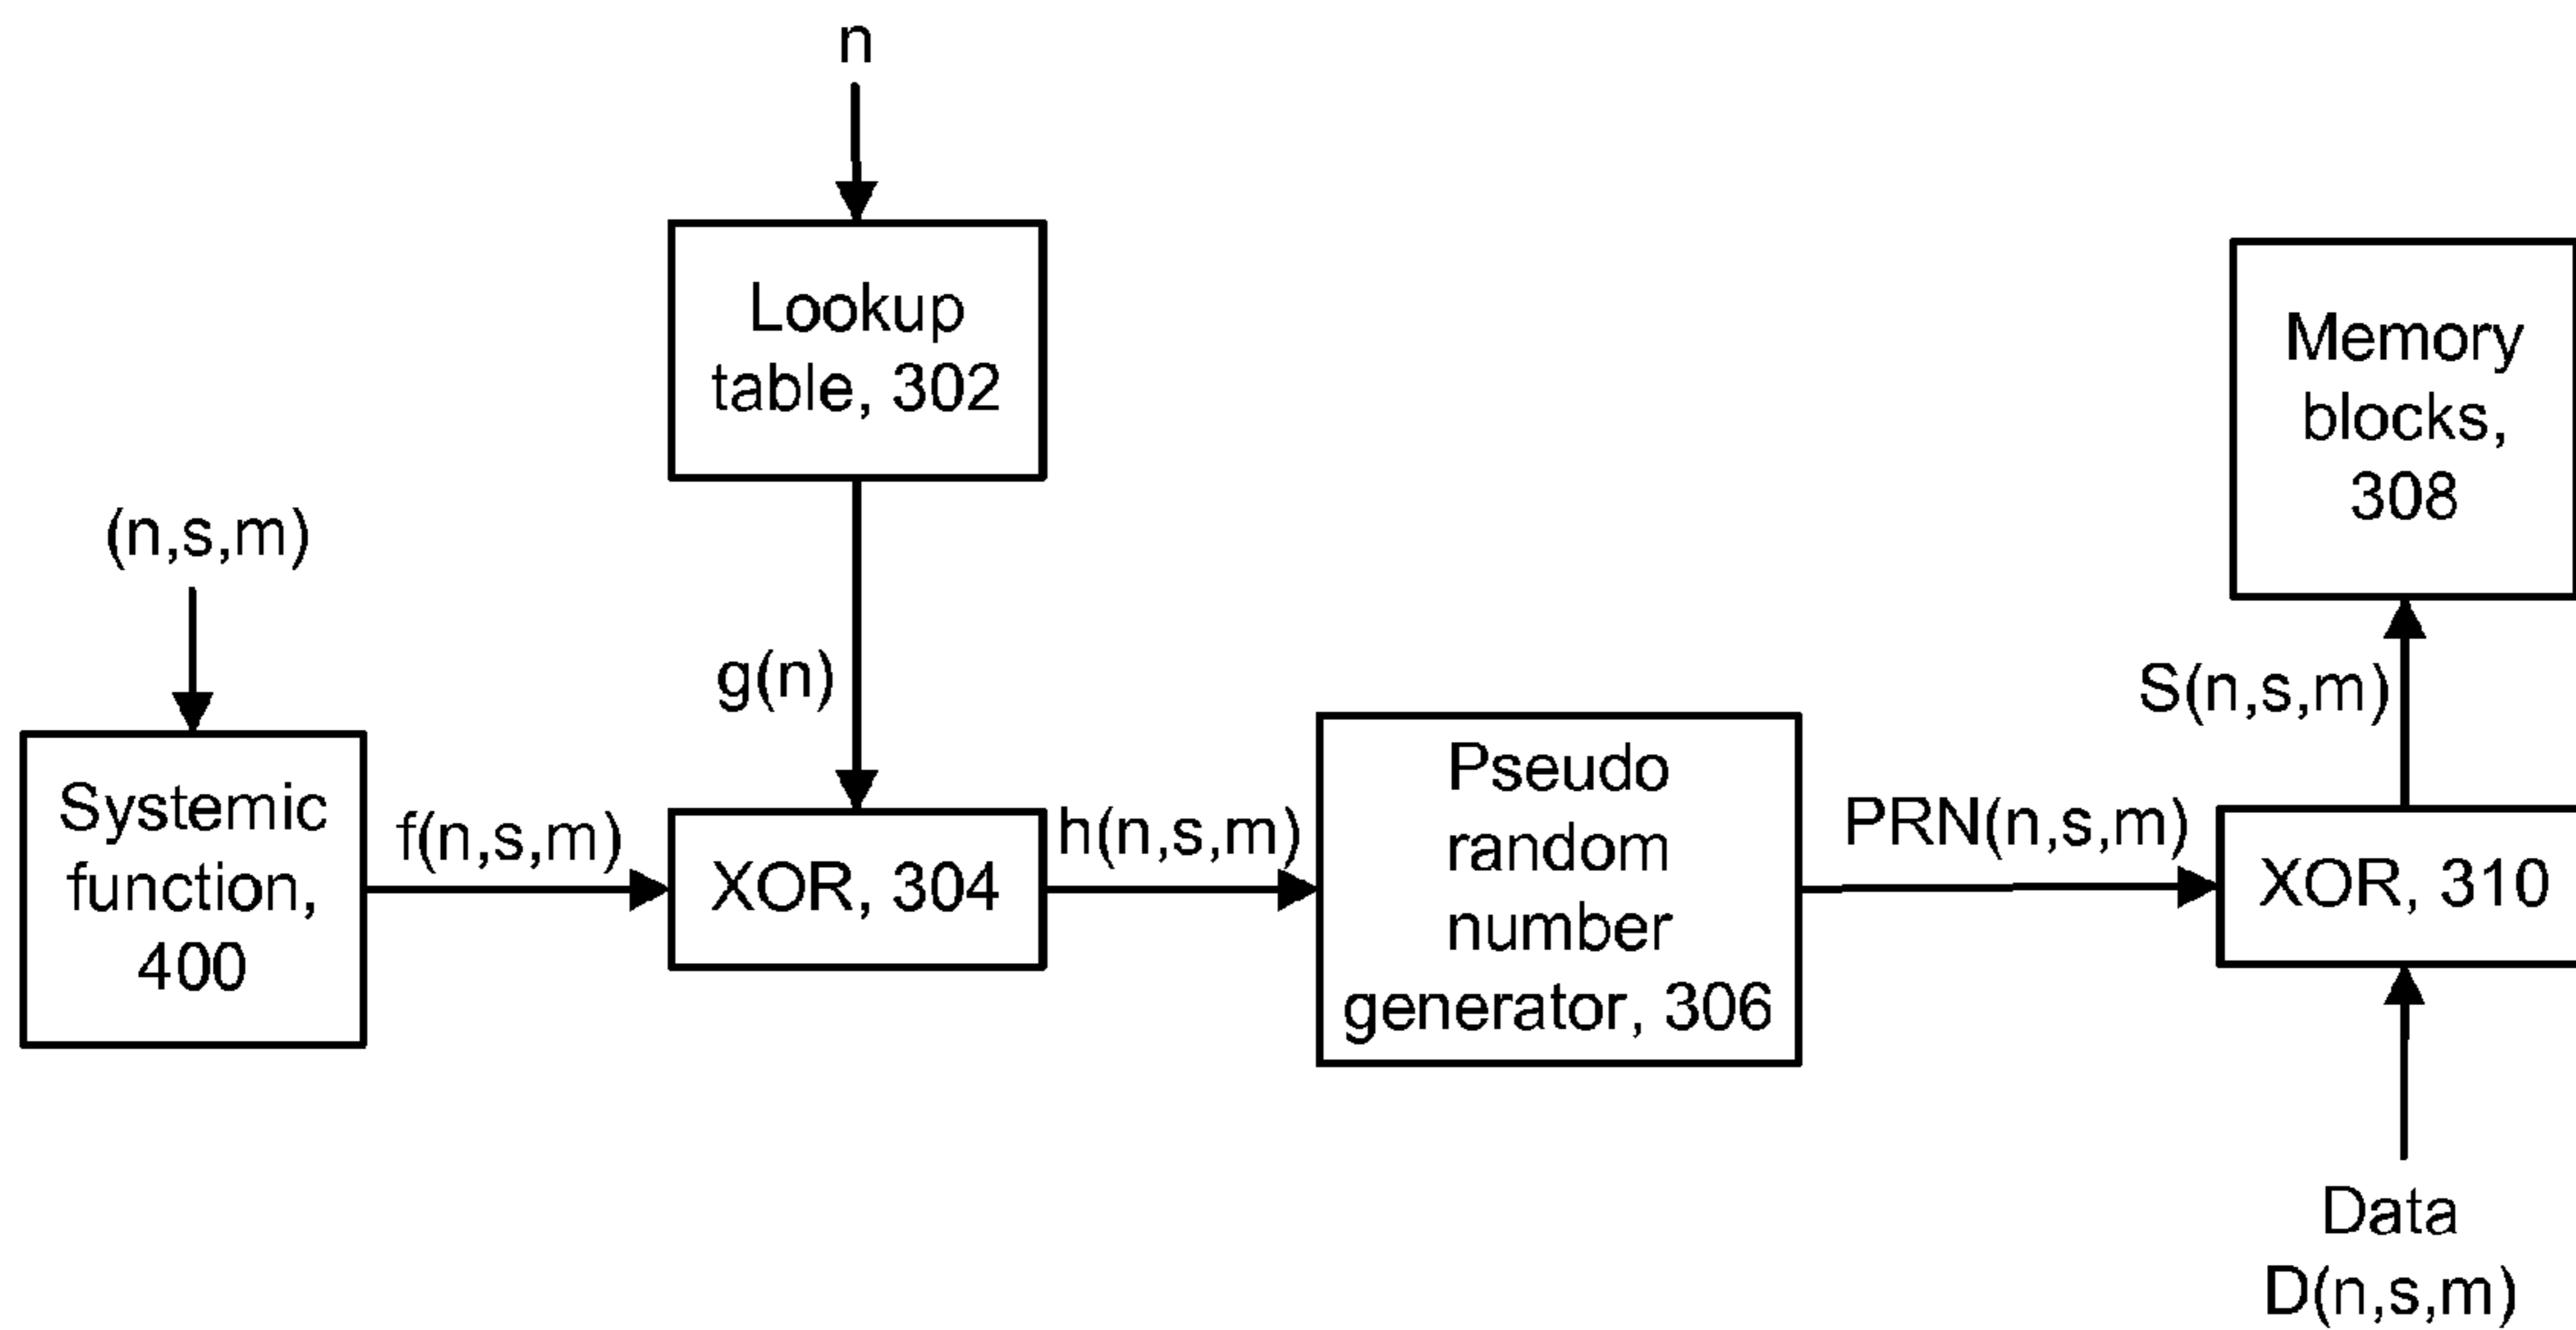 n
Lookup
table, 302
(n,s,m)
g(n)
Systemic
function,
400
f(n,s,m)
XOR, 304
h(n,s,m)
Pseudo
random
number
generator, 306
PRN(n,s,m)
Memory
blocks,
308
S(n,s,m)
XOR, 310
Data
D(n,s,m)